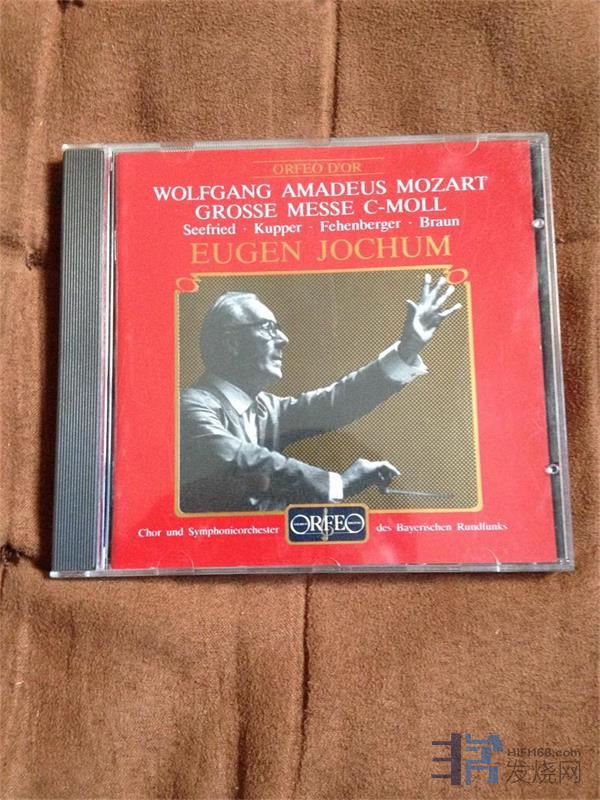 ORFEO D'OR
WOLFGANG AMADEUS MOZART
GROSSE MESSE C-MOLL
Seefried · Kupper · Fehenberger · Braun
EUGEN JOCHUM
Chor und Symphonieorchester ORFEO des Bayerischen Rundfunks
HIFH68.com
发烧网